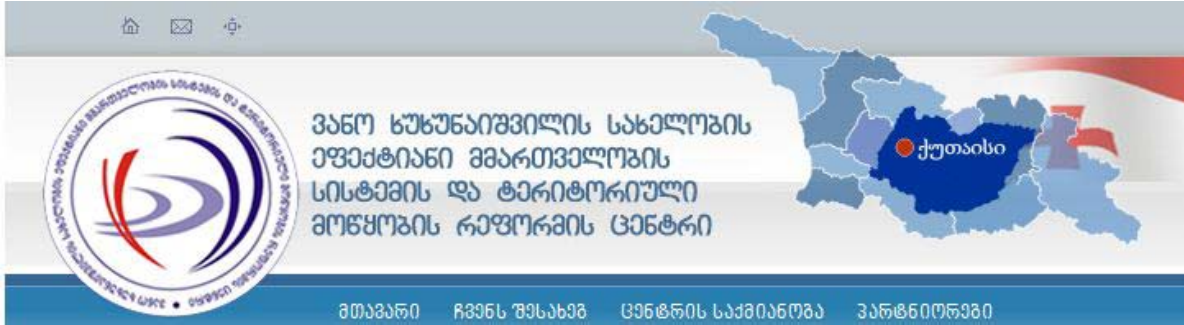 ვანო ხუხუნაიშვილის სახელობის
ეფექტიანი მმართველობის
სისტემის და ტერიტორიული
მოწყობის რეფორმის ცენტრი
ქუთაისი
მთავარი ჩვენს შესახებ ცენტრის საქმიანობა პარტნიორები